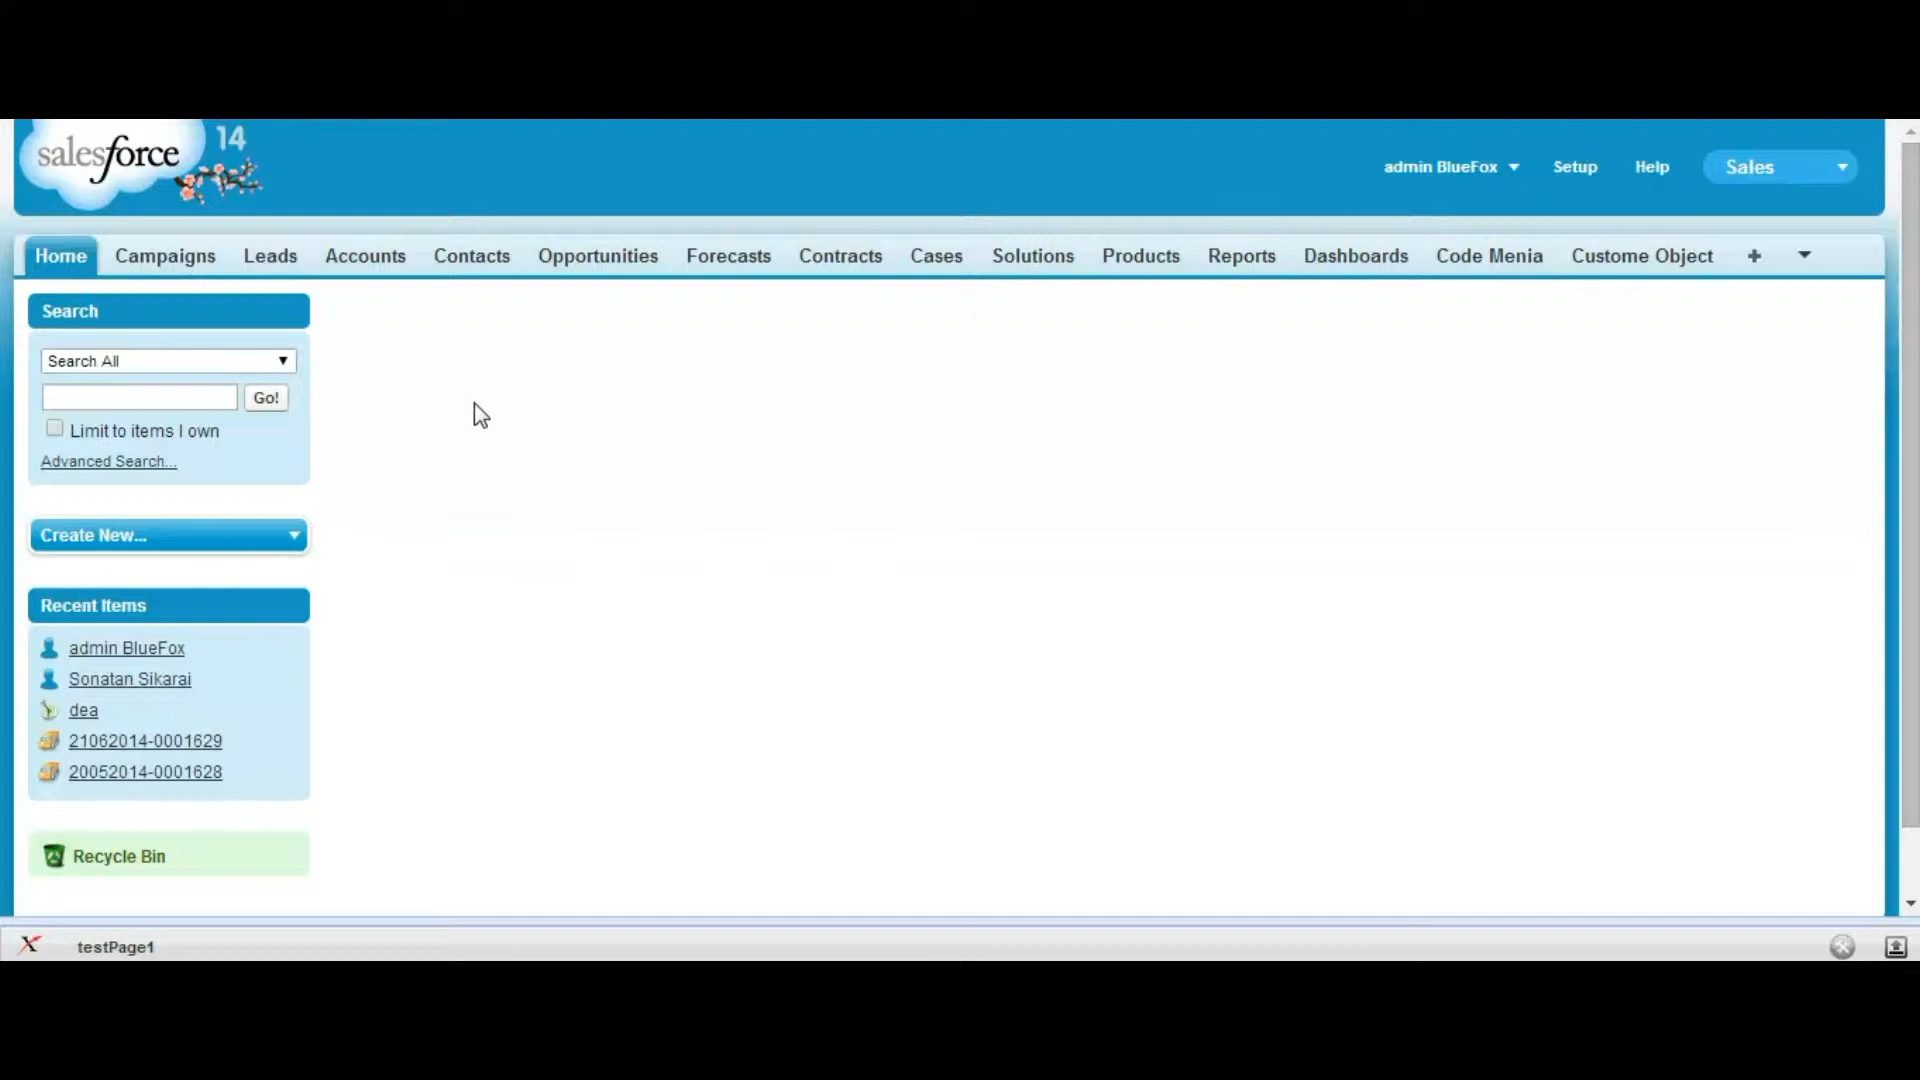 salesforce 14
admin BlueFox Setup Help Sales
Home Campaigns Leads Accounts Contacts Opportunities Forecasts Contracts Cases Solutions Products Reports Dashboards Code Menia Custome Object +
Search
Search All
Go!
Limit to items I own
Advanced Search...
Create New...
Recent Items
admin BlueFox
Sonatan Sikarai
dea
21062014-0001629
20052014-0001628
Recycle Bin
X testPage1